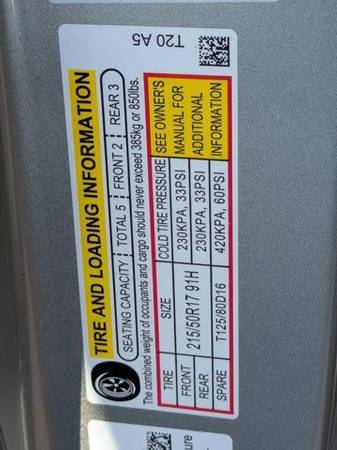 TIRE AND LOADING INFORMATION
SEATING CAPACITY TOTAL 5 FRONT 2 REAR 3
The combined weight of occupants and cargo should never exceed 385kg or 850lbs.
TIRE SIZE COLD TIRE PRESSURE SEE OWNER'S
FRONT 215/50R17 91H 230KPA, 33PSI MANUAL FOR
REAR 230KPA, 33PSI ADDITIONAL
SPARE T125/80D16 420KPA, 60PSI INFORMATION
T20 A5
ure